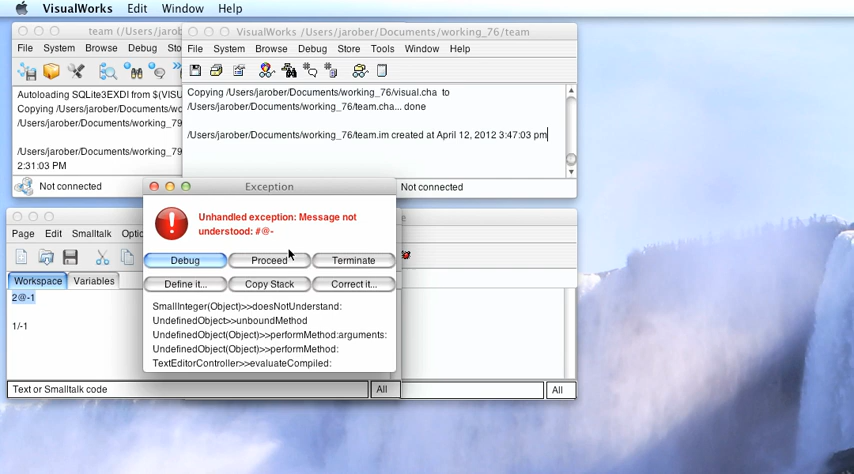 VisualWorks Edit Window Help
team (/Users/jarob
VisualWorks /Users/jarober/Documents/working_76/team
File System Browse Debug Sto
File System Browse Debug Store Tools Window Help
Autoloading SQLite3EXDI from $(VISU
Copying /Users/jarober/Documents/wo
/Users/jarober/Documents/working_79
/Users/jarober/Documents/working_79
2:31:03 PM
Not connected
Copying /Users/jarober/Documents/working_76/visual.cha to
/Users/jarober/Documents/working_76/team.cha... done
/Users/jarober/Documents/working_76/team.im created at April 12, 2012 3:47:03 pm
Not connected
Page Edit Smalltalk Optio
Workspace Variables
2@-1
1/-1
Text or Smalltalk code All
All
Exception
Unhandled exception: Message not
understood: #@-
Debug Proceed Terminate
Define it... Copy Stack Correct it...
SmallInteger(Object)>>doesNotUnderstand:
UndefinedObject>>unboundMethod
UndefinedObject(Object)>>performMethod:arguments:
UndefinedObject(Object)>>performMethod:
TextEditorController>>evaluateCompiled: